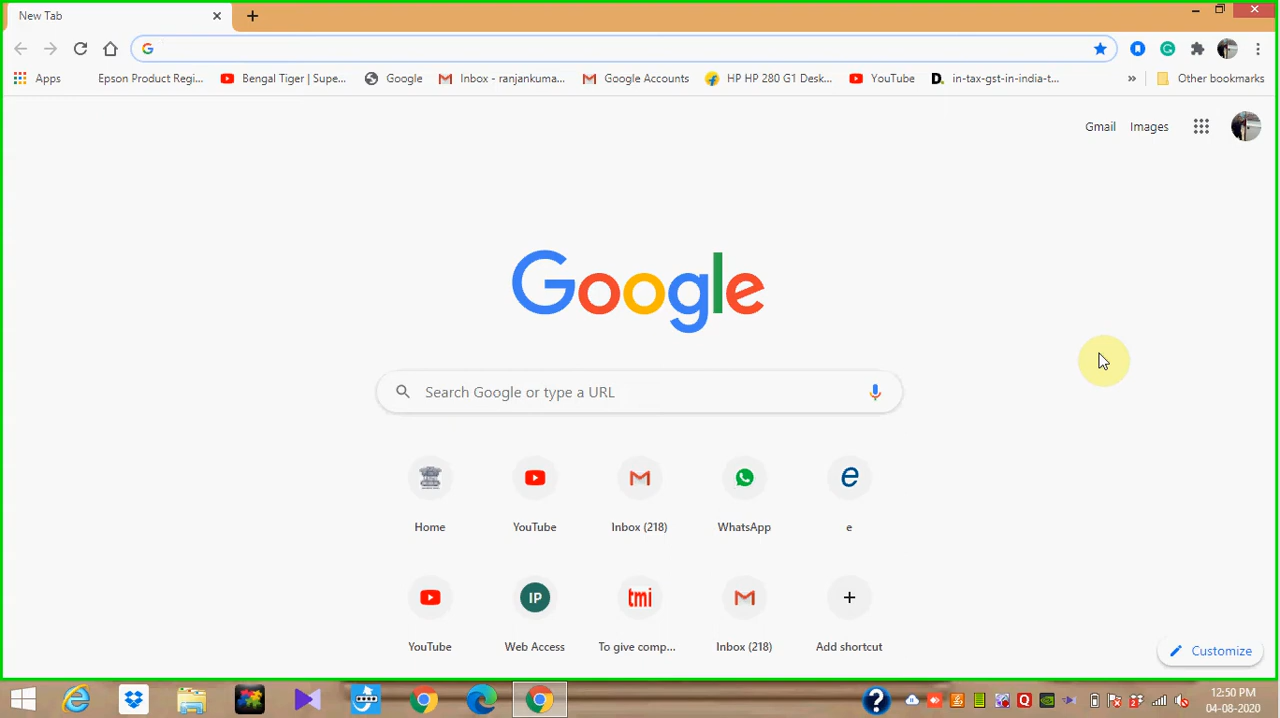 New Tab
Apps
Epson Product Regi...
Bengal Tiger | Supe...
Google
Inbox - ranjankuma...
Google Accounts
HP HP 280 G1 Desk...
YouTube
D. in-tax-gst-in-india-t...
»
Other bookmarks
Gmail
Images
Google
Search Google or type a URL
e
Home
YouTube
Inbox (218)
WhatsApp
e
IP
tmi
YouTube
Web Access
To give comp...
Inbox (218)
Add shortcut
Customize
12:50 PM
04-08-2020